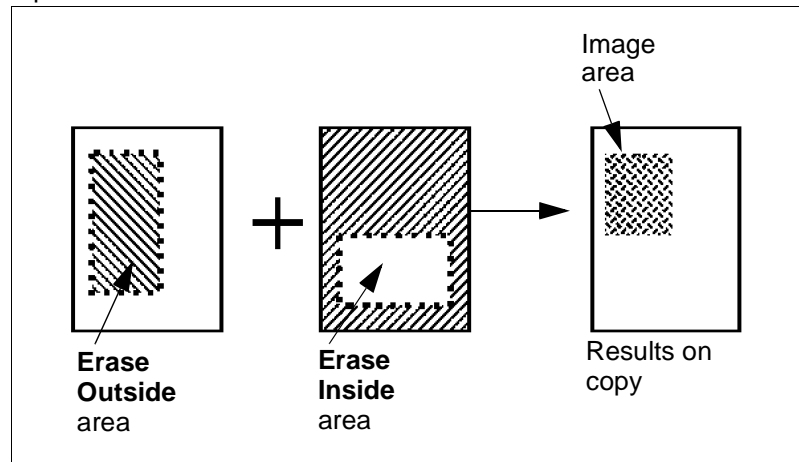 Image
area
Erase
Outside
area
Erase
Inside
area
Results on
copy